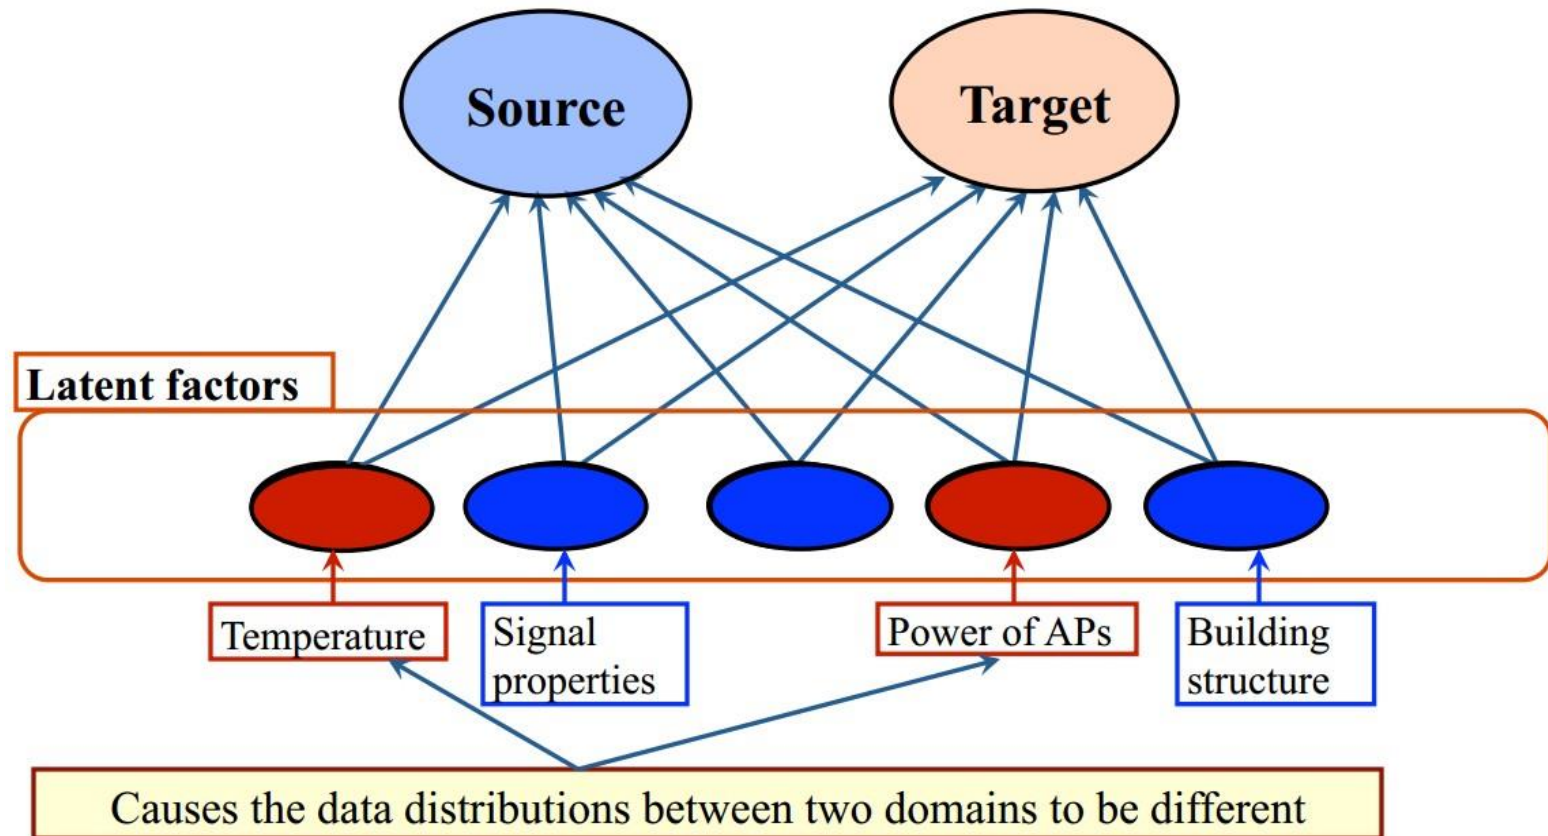 Source
Target
Latent factors
Temperature
Signal
properties
Power of APs
Building
structure
Causes the data distributions between two domains to be different